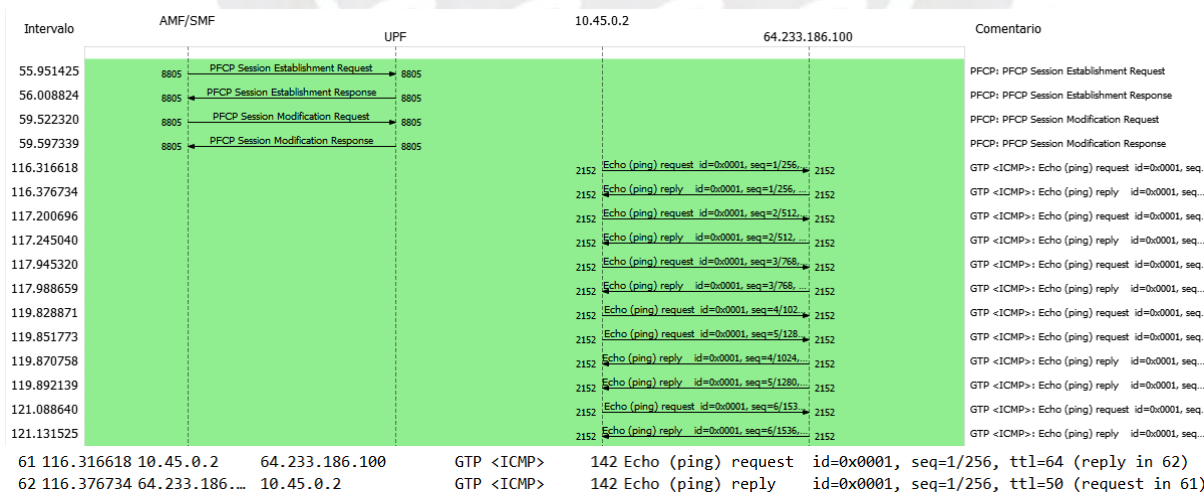 Intervalo AMF/SMF UPF 10.45.0.2 64.233.186.100 Comentario
55.951425 8805 PFCP Session Establishment Request 8805 PFCP: PFCP Session Establishment Request
56.008824 8805 PFCP Session Establishment Response 8805 PFCP: PFCP Session Establishment Response
59.522320 8805 PFCP Session Modification Request 8805 PFCP: PFCP Session Modification Request
59.597339 8805 PFCP Session Modification Response 8805 PFCP: PFCP Session Modification Response
116.316618 2152 Echo (ping) request id=0x0001, seq=1/256,... 2152 GTP <ICMP>: Echo (ping) request id=0x0001, seq...
116.376734 2152 Echo (ping) reply id=0x0001, seq=1/256, ... 2152 GTP <ICMP>: Echo (ping) reply id=0x0001, seq...
117.200696 2152 Echo (ping) request id=0x0001, seq=2/512,... 2152 GTP <ICMP>: Echo (ping) request id=0x0001, seq...
117.245040 2152 Echo (ping) reply id=0x0001, seq=2/512, ... 2152 GTP <ICMP>: Echo (ping) reply id=0x0001, seq...
117.945320 2152 Echo (ping) request id=0x0001, seq=3/768,... 2152 GTP <ICMP>: Echo (ping) request id=0x0001, seq...
117.988659 2152 Echo (ping) reply id=0x0001, seq=3/768, ... 2152 GTP <ICMP>: Echo (ping) reply id=0x0001, seq...
119.828871 2152 Echo (ping) request id=0x0001, seq=4/102... 2152 GTP <ICMP>: Echo (ping) request id=0x0001, seq...
119.851773 2152 Echo (ping) request id=0x0001, seq=5/128... 2152 GTP <ICMP>: Echo (ping) request id=0x0001, seq...
119.870758 2152 Echo (ping) reply id=0x0001, seq=4/1024,... 2152 GTP <ICMP>: Echo (ping) reply id=0x0001, seq...
119.892139 2152 Echo (ping) reply id=0x0001, seq=5/1280,... 2152 GTP <ICMP>: Echo (ping) reply id=0x0001, seq...
121.088640 2152 Echo (ping) request id=0x0001, seq=6/153... 2152 GTP <ICMP>: Echo (ping) request id=0x0001, seq...
121.131525 2152 Echo (ping) reply id=0x0001, seq=6/1536,... 2152 GTP <ICMP>: Echo (ping) reply id=0x0001, seq...
61 116.316618 10.45.0.2 64.233.186.100 GTP <ICMP> 142 Echo (ping) request id=0x0001, seq=1/256, ttl=64 (reply in 62)
62 116.376734 64.233.186.… 10.45.0.2 GTP <ICMP> 142 Echo (ping) reply id=0x0001, seq=1/256, ttl=50 (request in 61)